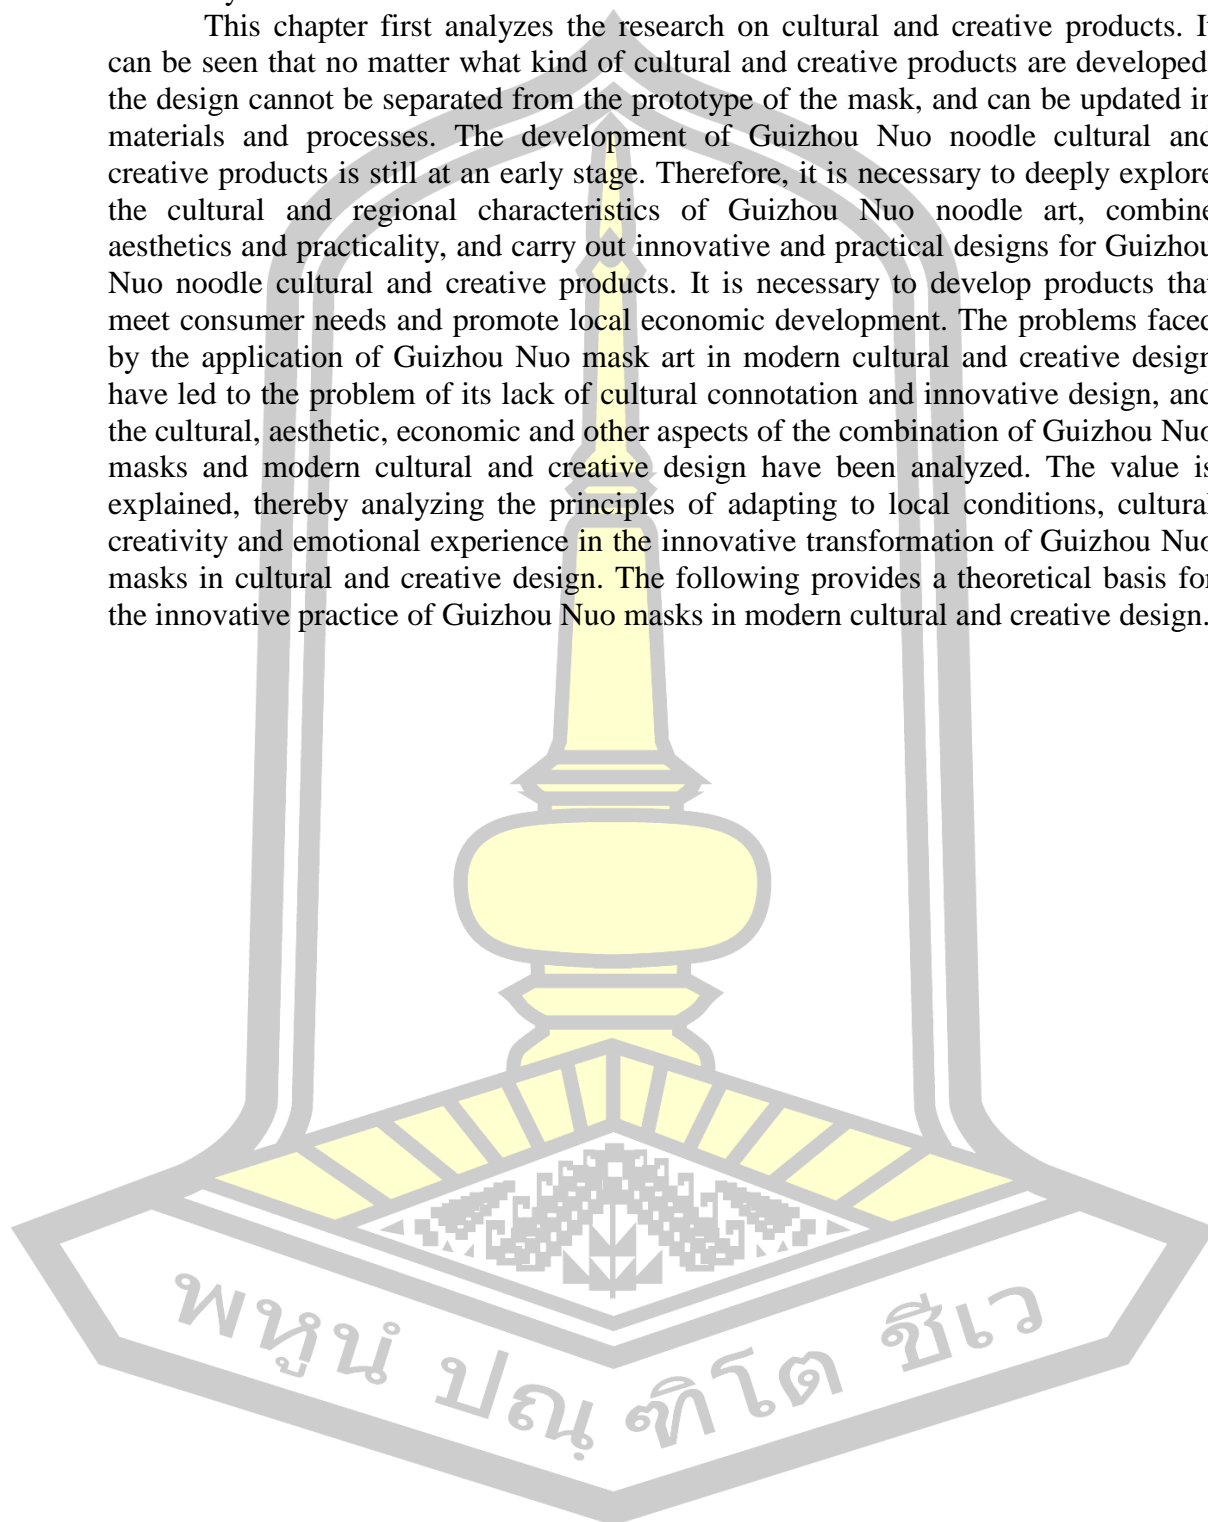 This chapter first analyzes the research on cultural and creative products. It
can be seen that no matter what kind of cultural and creative products are developed
the design cannot be separated from the prototype of the mask, and can be updated in
materials and processes. The development of Guizhou Nuo noodle cultural and
creative products is still at an early stage. Therefore, it is necessary to deeply explore
the cultural and regional characteristics of Guizhou Nuo noodle art, combine
aesthetics and practicality, and carry out innovative and practical designs for Guizhou
Nuo noodle cultural and creative products. It is necessary to develop products that
meet consumer needs and promote local economic development. The problems faced
by the application of Guizhou Nuo mask art in modern cultural and creative design
have led to the problem of its lack of cultural connotation and innovative design, and
the cultural, aesthetic, economic and other aspects of the combination of Guizhou Nuo
masks and modern cultural and creative design have been analyzed. The value is
explained, thereby analyzing the principles of adapting to local conditions, cultural
creativity and emotional experience in the innovative transformation of Guizhou Nuo
masks in cultural and creative design. The following provides a theoretical basis for
the innovative practice of Guizhou Nuo masks in modern cultural and creative design.
พหูนํ ปณฺฑิโต ชีเว